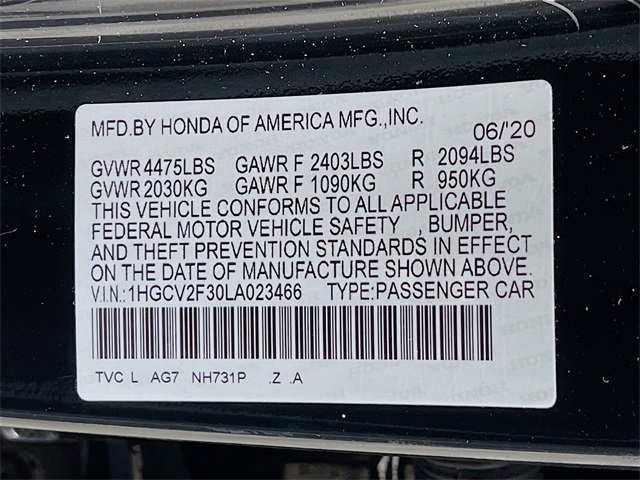 MFD.BY HONDA OF AMERICA MFG.,INC.
06/'20
GVWR 4475LBS GAWR F 2403LBS R 2094LBS
GVWR 2030KG GAWR F 1090KG R 950KG
THIS VEHICLE CONFORMS TO ALL APPLICABLE
FEDERAL MOTOR VEHICLE SAFETY , BUMPER,
AND THEFT PREVENTION STANDARDS IN EFFECT
ON THE DATE OF MANUFACTURE SHOWN ABOVE.
V.I.N.:1HGCV2F30LA023466 TYPE:PASSENGER CAR
TVC L AG7 NH731P .Z .A